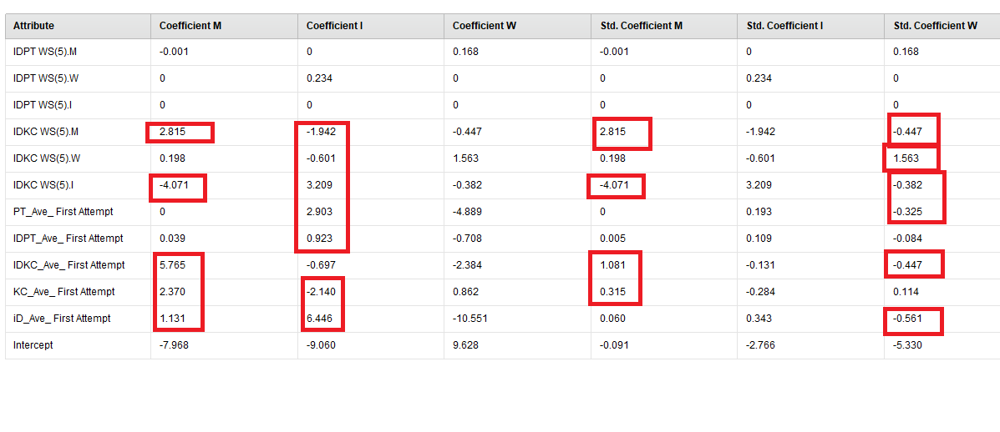 Attribute Coefficient M Coefficient I Coefficient W Std. Coefficient M Std. Coefficient I Std. Coefficient W
IDPT WS(5).M -0.001 0 0.168 -0.001 0 0.168
IDPT WS(5).W 0 0.234 0 0 0.234 0
IDPT WS(5).I 0 0 0 0 0 0
IDKC WS(5).M 2.815 -1.942 -0.447 2.815 -1.942 -0.447
IDKC WS(5).W 0.198 -0.601 1.563 0.198 -0.601 1.563
IDKC WS(5).I -4.071 3.209 -0.382 -4.071 3.209 -0.382
PT_Ave_ First Attempt 0 2.903 -4.889 0 0.193 -0.325
IDPT_Ave_ First Attempt 0.039 0.923 -0.708 0.005 0.109 -0.084
IDKC_Ave_ First Attempt 5.765 -0.697 -2.384 1.081 -0.131 -0.447
KC_Ave_ First Attempt 2.370 -2.140 0.862 0.315 -0.284 0.114
iD_Ave_ First Attempt 1.131 6.446 -10.551 0.060 0.343 -0.561
Intercept -7.968 -9.060 9.628 -0.091 -2.766 -5.330